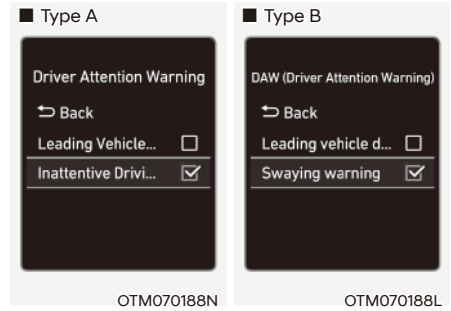 ■ Type A
Driver Attention Warning
Back
Leading Vehicle...
Inattentive Drivi...
OTM070188N
■ Type B
DAW (Driver Attention Warning)
Back
Leading vehicle d...
Swaying warning
OTM070188L